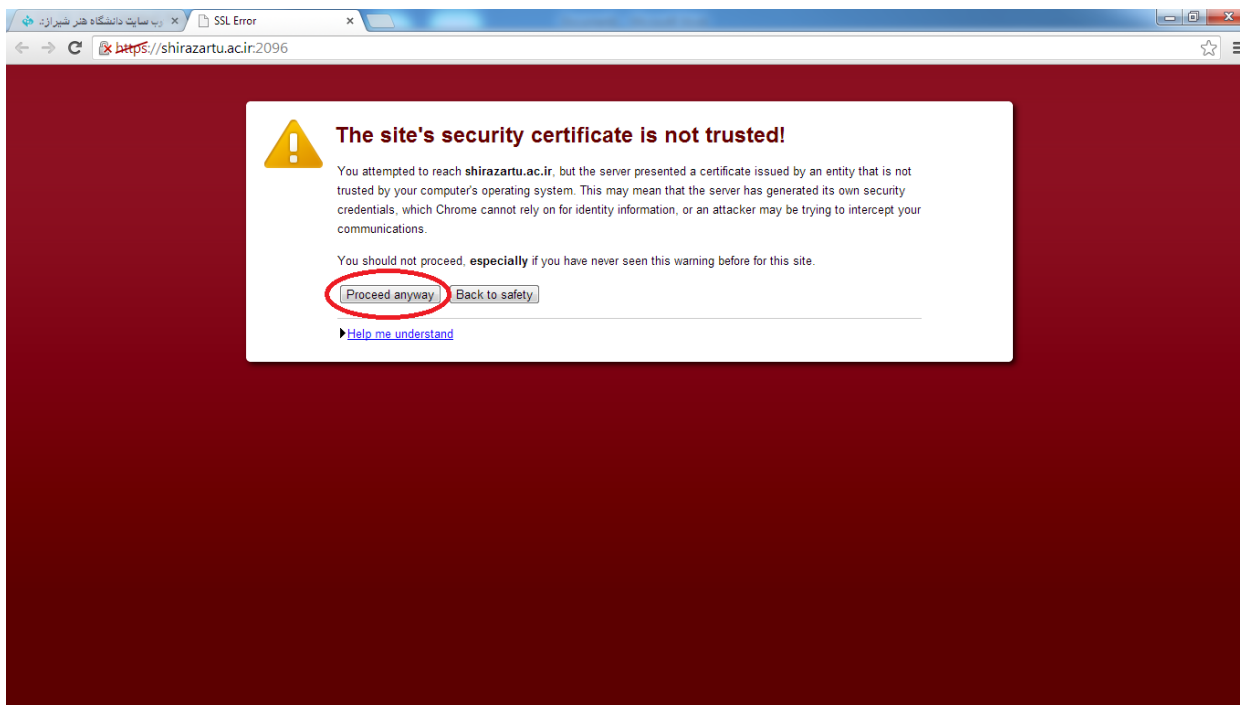 وب سایت دانشگاه هنر شیراز:
SSL Error
https://shirazartu.ac.ir:2096
The site's security certificate is not trusted!
You attempted to reach shirazartu.ac.ir, but the server presented a certificate issued by an entity that is not
trusted by your computer's operating system. This may mean that the server has generated its own security
credentials, which Chrome cannot rely on for identity information, or an attacker may be trying to intercept your
communications.
You should not proceed, especially if you have never seen this warning before for this site.
Proceed anyway
Back to safety
Help me understand